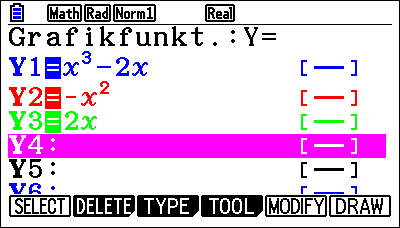 Math Rad Norm1 Real
Grafikfunkt.:Y=
Y1=x³-2x [—]
Y2=-x² [—]
Y3=2x [—]
Y4: [—]
Y5: [—]
Y6: [—]
SELECT DELETE TYPE TOOL MODIFY DRAW